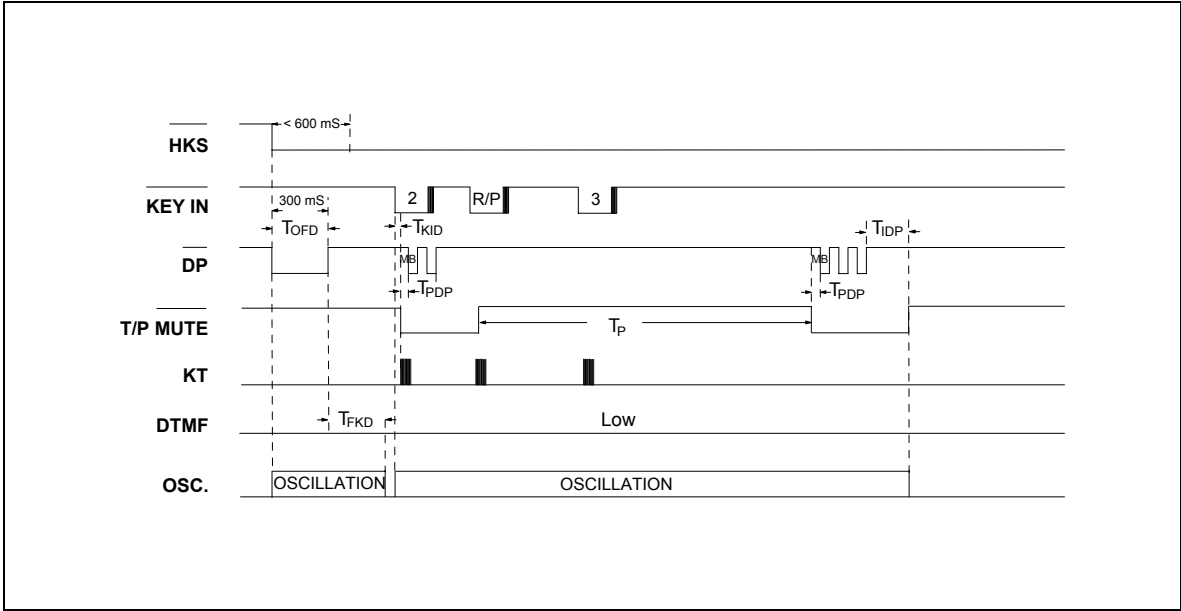 < 600 mS
HKS
KEY IN
2
R/P
3
300 mS
TOFD
TKID
TIDP
DP
MB
MB
TPDP
TPDP
T/P MUTE
TP
KT
DTMF
TFKD
Low
OSC.
OSCILLATION
OSCILLATION